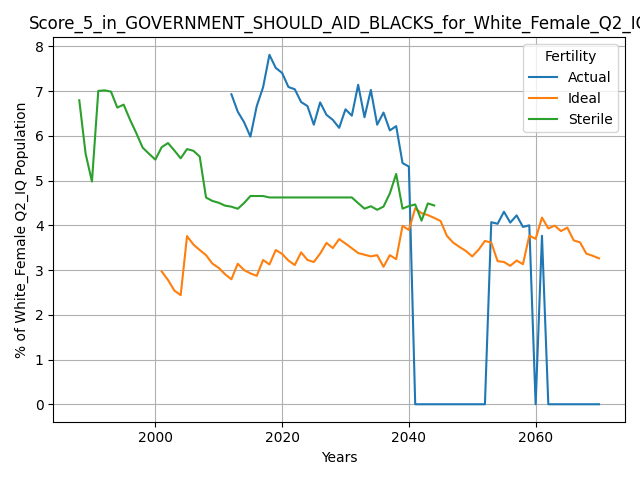 Score_5_in_GOVERNMENT_SHOULD_AID_BLACKS_for_White_Female_Q2_IQ
Fertility
Actual
Ideal
Sterile
% of White_Female Q2_IQ Population
8
7
6
5
4
3
2
1
0
2000
2020
2040
2060
Years